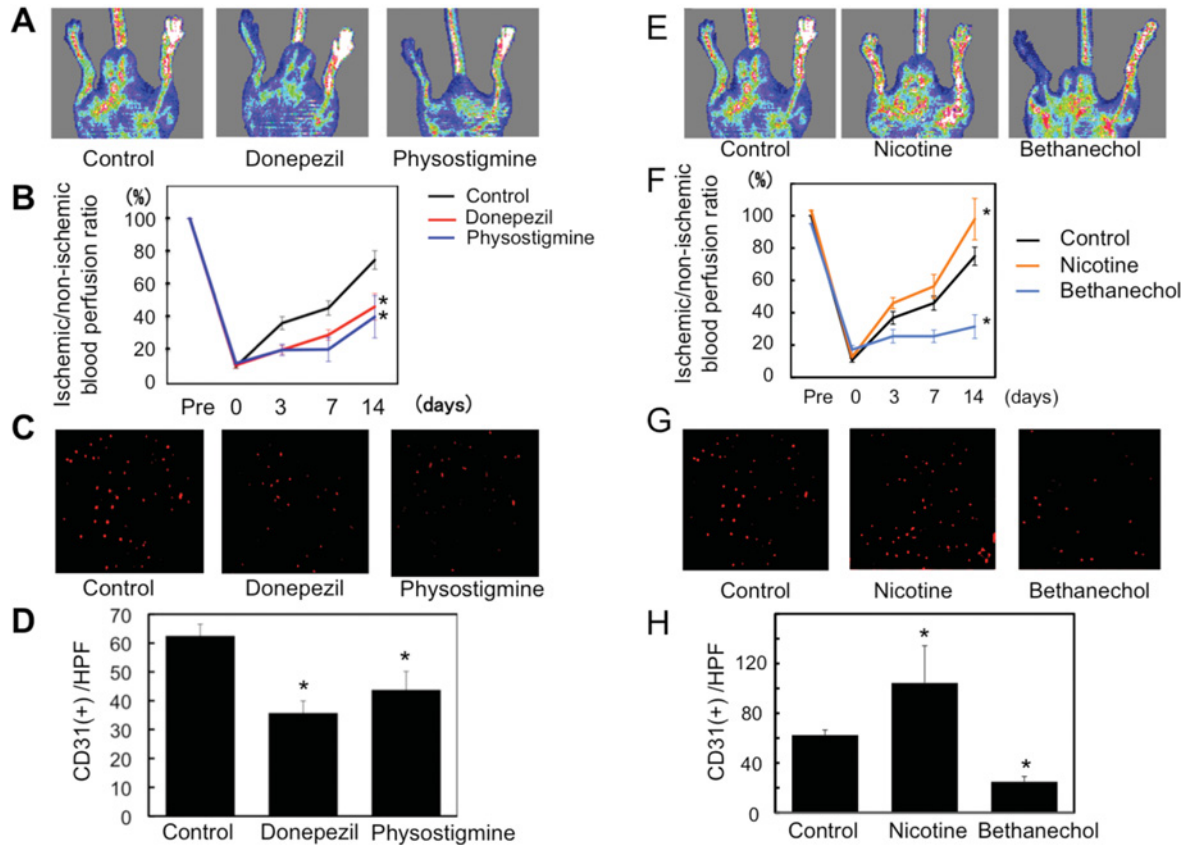 A
Control
Donepezil
Physostigmine
B
Ischemic/non-ischemic
blood perfusion ratio
(%)
100
80
60
40
20
0
Control
Donepezil
Physostigmine
*
*
Pre 0 3 7 14 (days)
C
Control
Donepezil
Physostigmine
D
CD31(+) /HPF
70
60
50
40
30
20
10
0
*
*
Control
Donepezil
Physostigmine
E
Control
Nicotine
Bethanechol
F
Ischemic/non-ischemic
blood perfusion ratio
(%)
100
80
60
40
20
0
*
*
Control
Nicotine
Bethanechol
Pre 0 3 7 14 (days)
G
Control
Nicotine
Bethanechol
H
CD31(+) /HPF
120
80
60
40
0
*
*
Control
Nicotine
Bethanechol